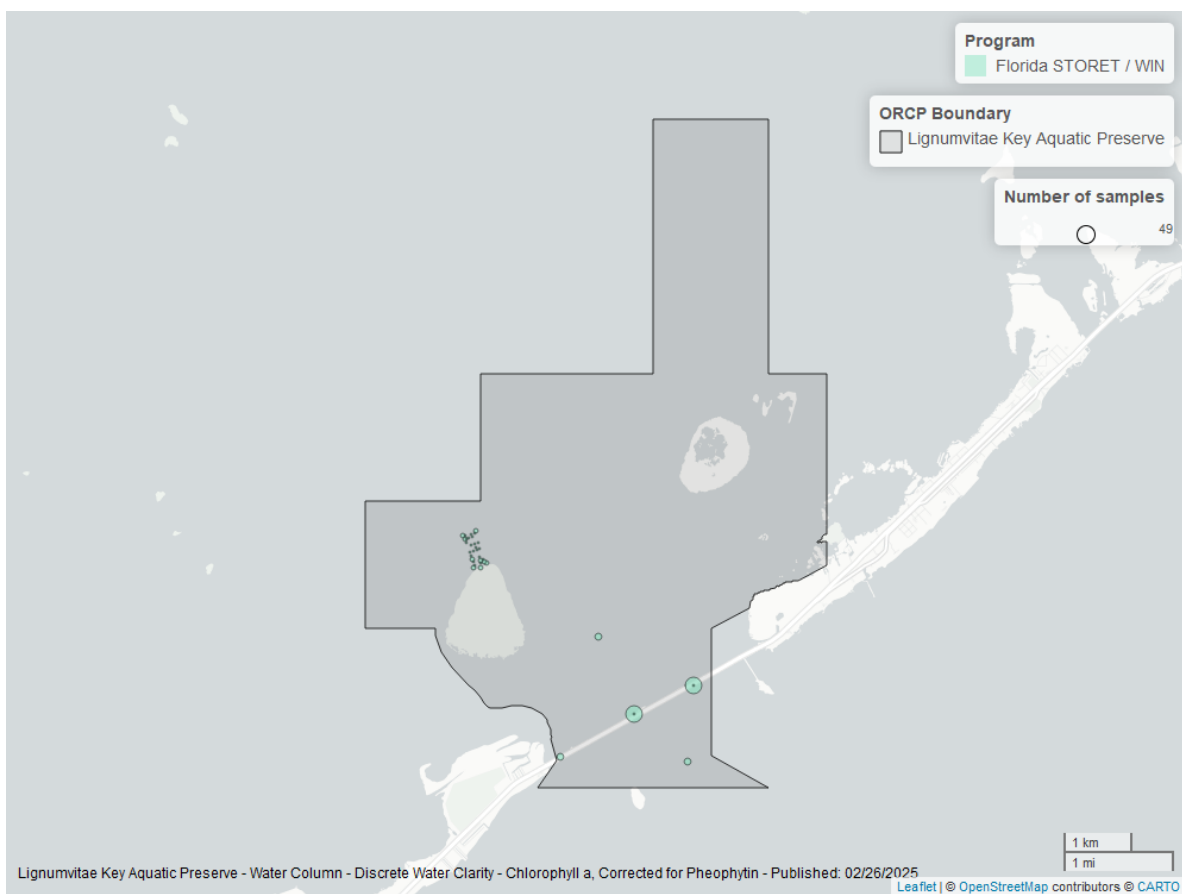 Program
Florida STORET / WIN
ORCP Boundary
Lignumvitae Key Aquatic Preserve
Number of samples
49
1 km
1 mi
Lignumvitae Key Aquatic Preserve - Water Column - Discrete Water Clarity - Chlorophyll a, Corrected for Pheophytin - Published: 02/26/2025
Leaflet | © OpenStreetMap contributors © CARTO